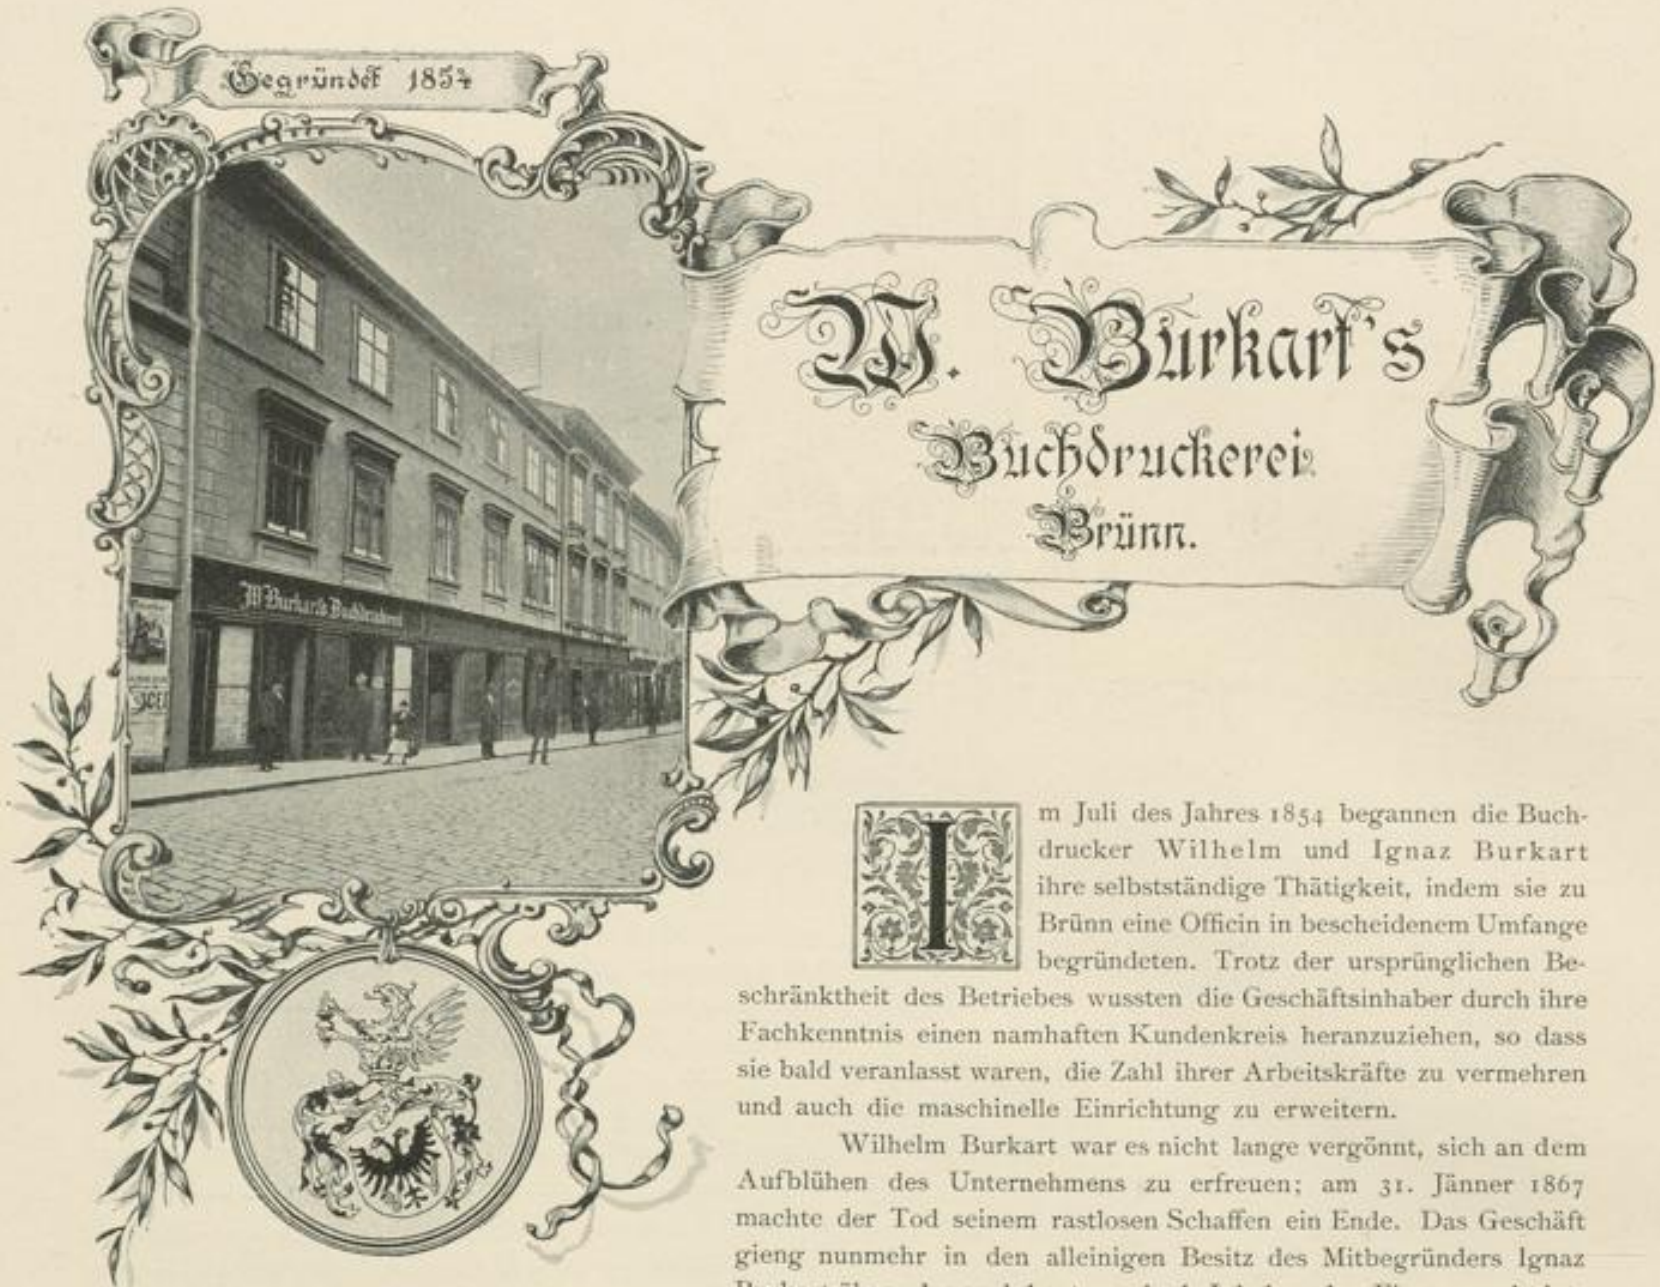 Gegründet 1854
W. Burkart's
Buchdruckerei
Brünn.
W Burkart's Buchdruckerei
Im Juli des Jahres 1854 begannen die Buch-
drucker Wilhelm und Ignaz Burkart
ihre selbstständige Thätigkeit, indem sie zu
Brünn eine Officin in bescheidenem Umfange
begründeten. Trotz der ursprünglichen Be-
schränktheit des Betriebes wussten die Geschäftsinhaber durch ihre
Fachkenntnis einen namhaften Kundenkreis heranzuziehen, so dass
sie bald veranlasst waren, die Zahl ihrer Arbeitskräfte zu vermehren
und auch die maschinelle Einrichtung zu erweitern.
Wilhelm Burkart war es nicht lange vergönnt, sich an dem
Aufblühen des Unternehmens zu erfreuen; am 31. Jänner 1867
machte der Tod seinem rastlosen Schaffen ein Ende. Das Geschäft
gieng nunmehr in den alleinigen Besitz des Mitbegründers Ignaz